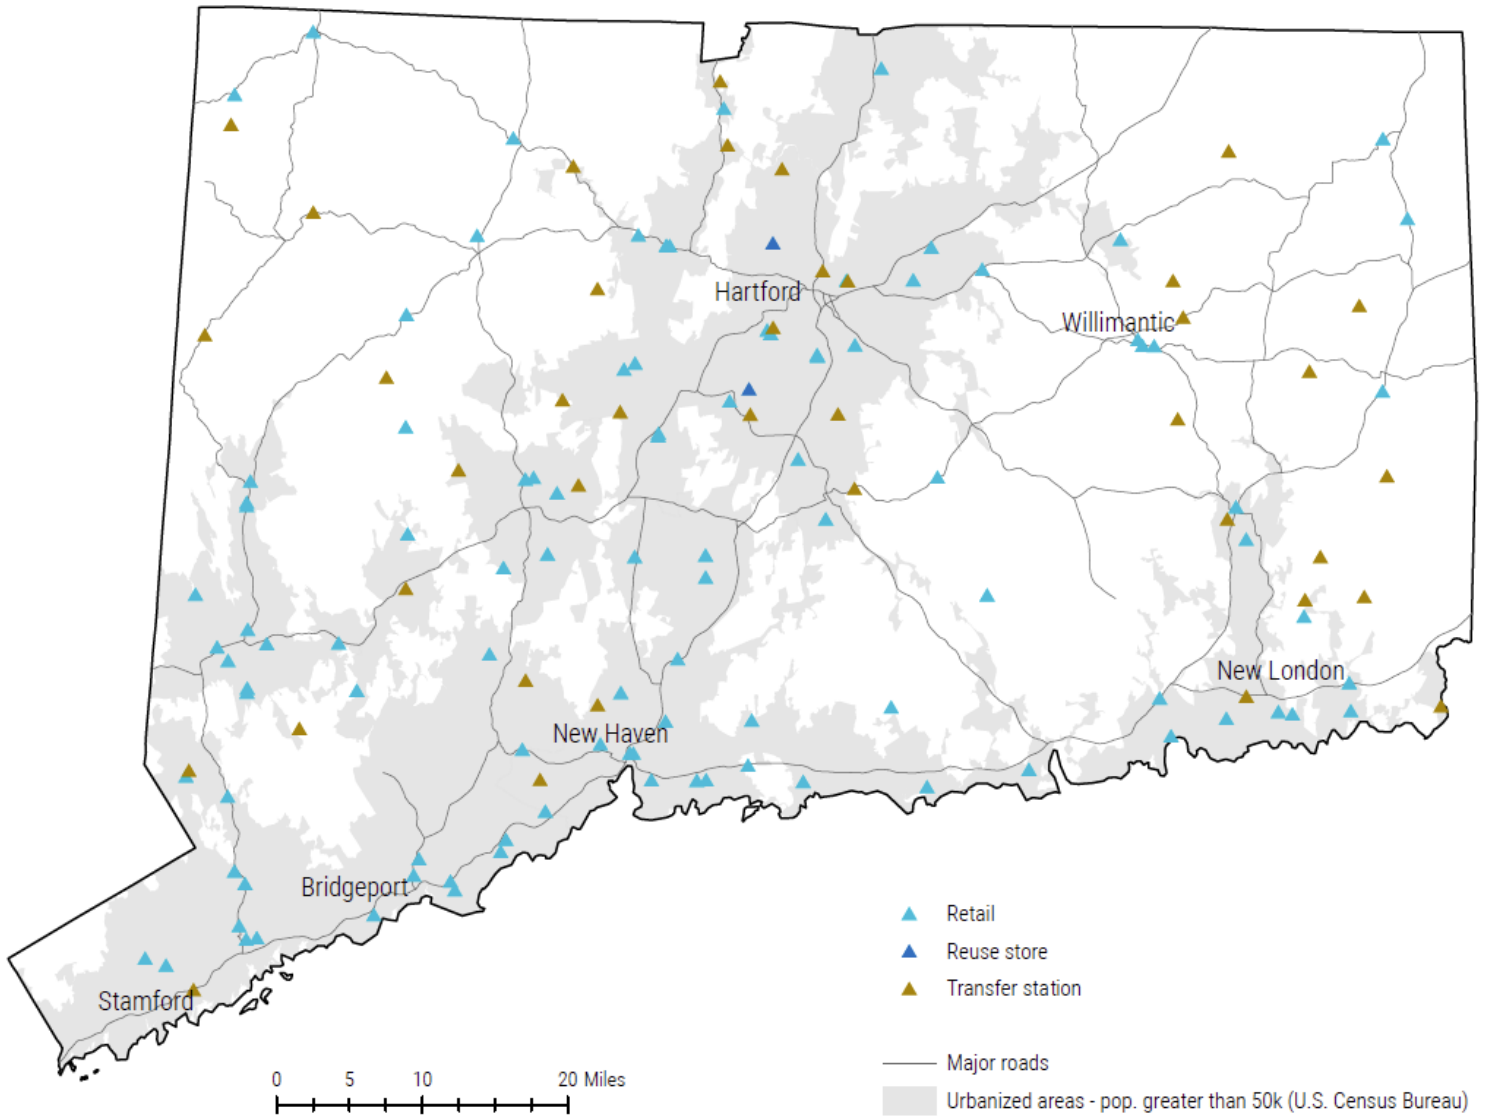 Hartford
Willimantic
New London
New Haven
Bridgeport
Stamford
Retail
Reuse store
Transfer station
0 5 10 20 Miles
Major roads
Urbanized areas - pop. greater than 50k (U.S. Census Bureau)